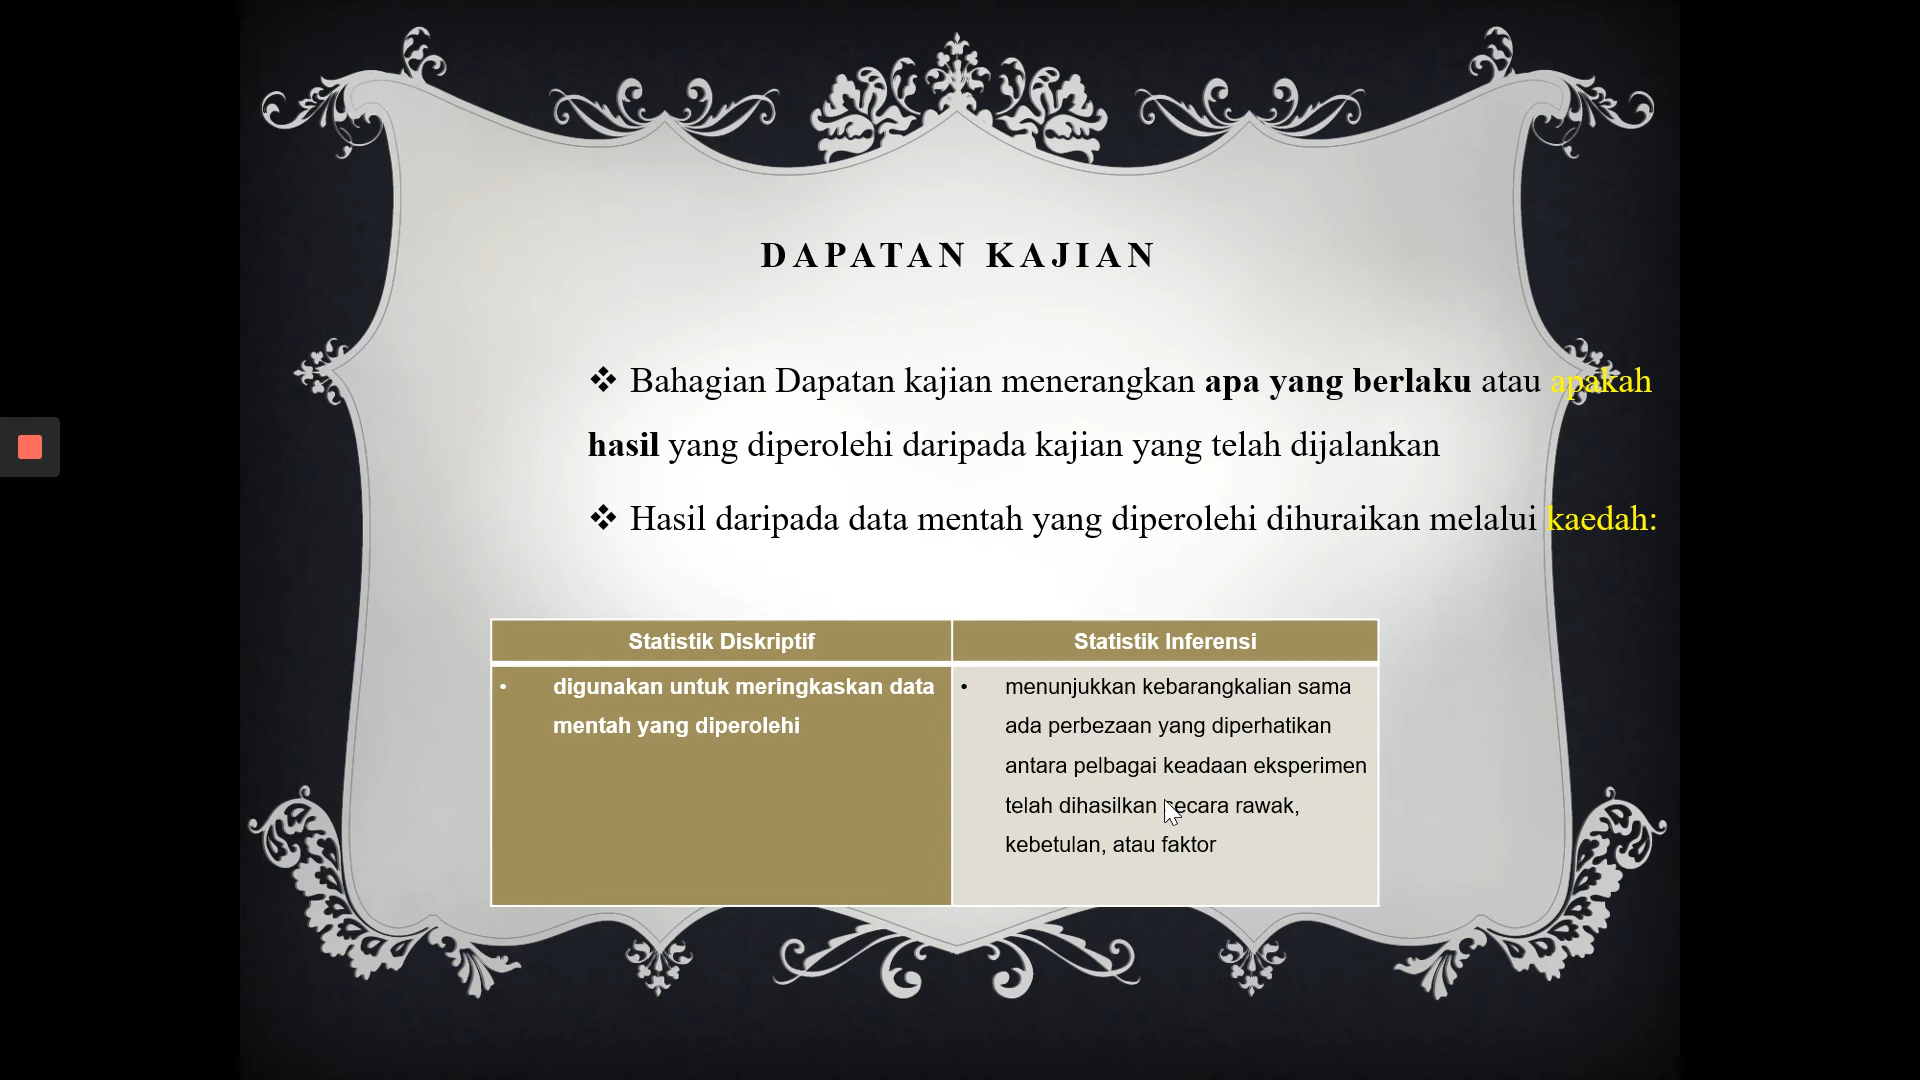 DAPATAN KAJIAN
❖ Bahagian Dapatan kajian menerangkan apa yang berlaku atau apakah
hasil yang diperolehi daripada kajian yang telah dijalankan
❖ Hasil daripada data mentah yang diperolehi dihuraikan melalui kaedah:
Statistik Diskriptif
• digunakan untuk meringkaskan data
mentah yang diperolehi
Statistik Inferensi
• menunjukkan kebarangkalian sama
ada perbezaan yang diperhatikan
antara pelbagai keadaan eksperimen
telah dihasilkan secara rawak,
kebetulan, atau faktor